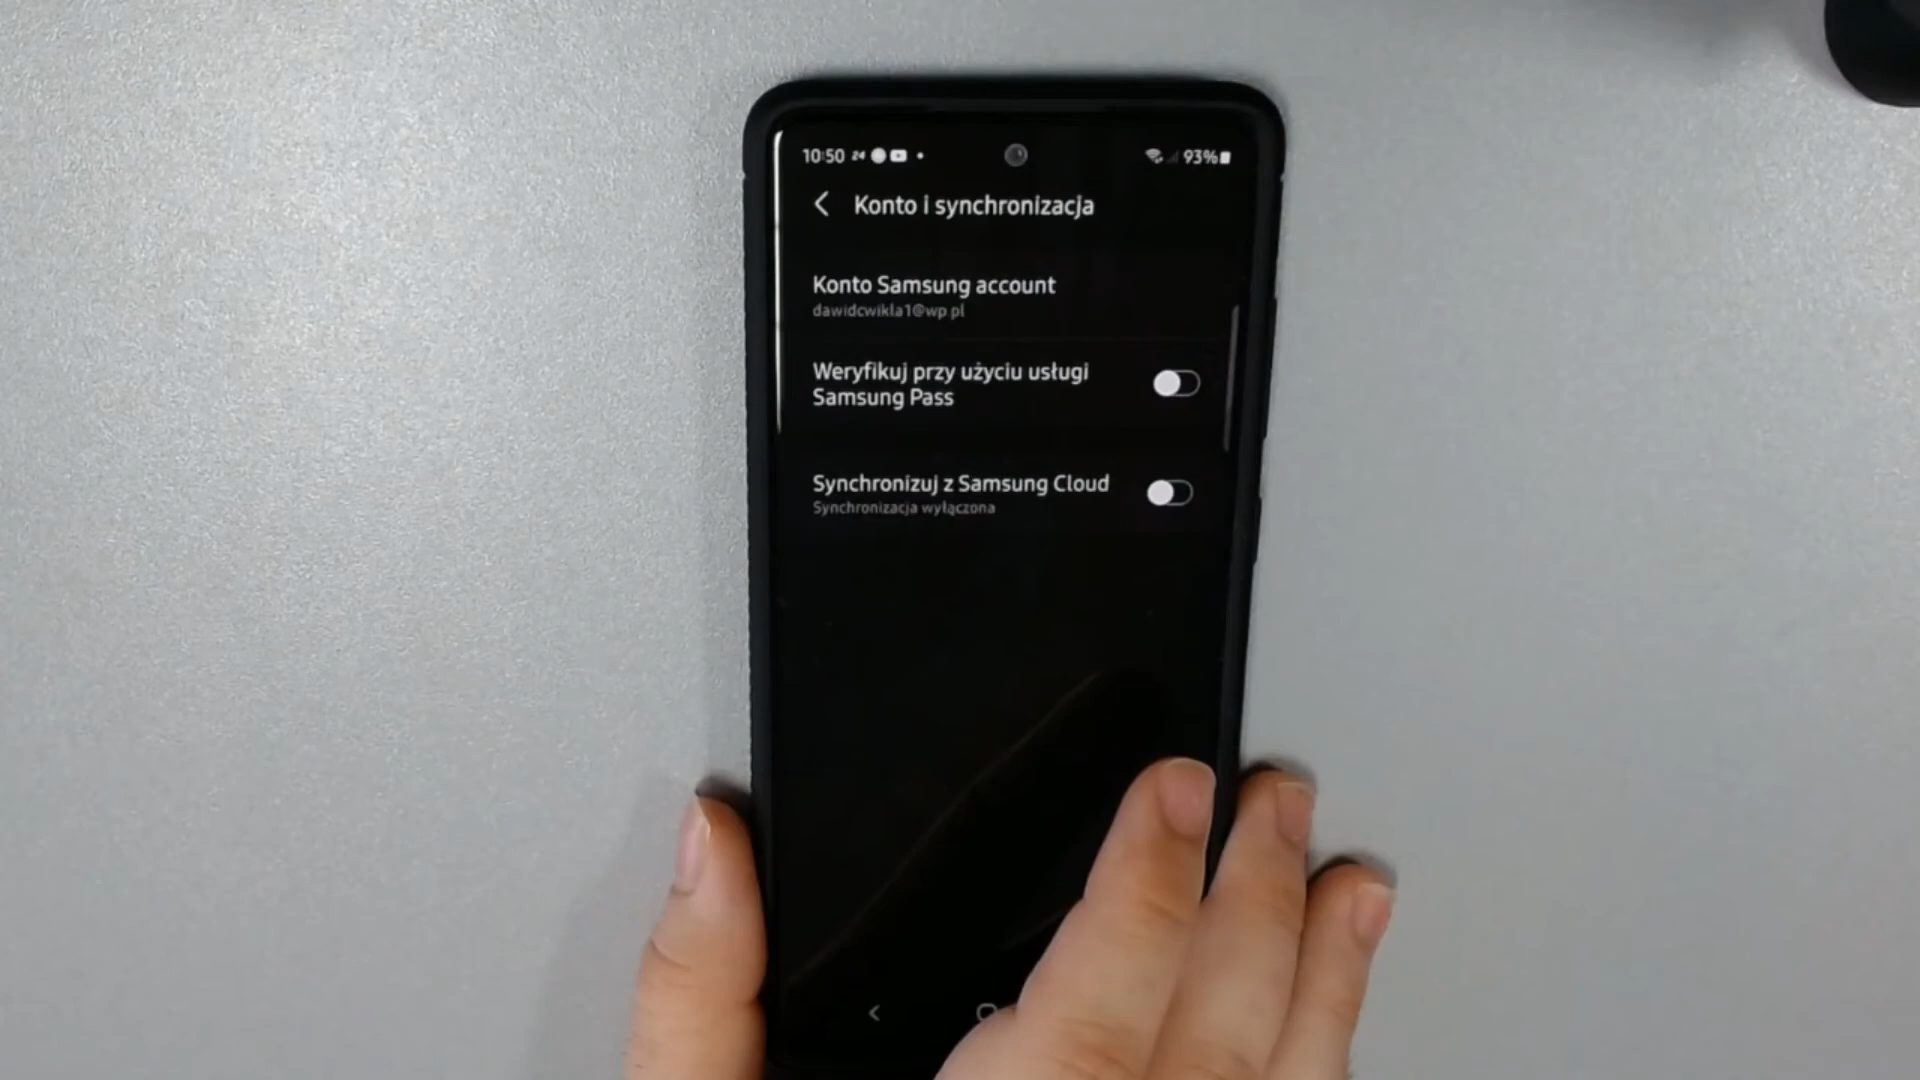 10:50 24 93%
Konto i synchronizacja
Konto Samsung account
dawidcwikla1@wp.pl
Weryfikuj przy użyciu usługi
Samsung Pass
Synchronizuj z Samsung Cloud
Synchronizacja wyłączona